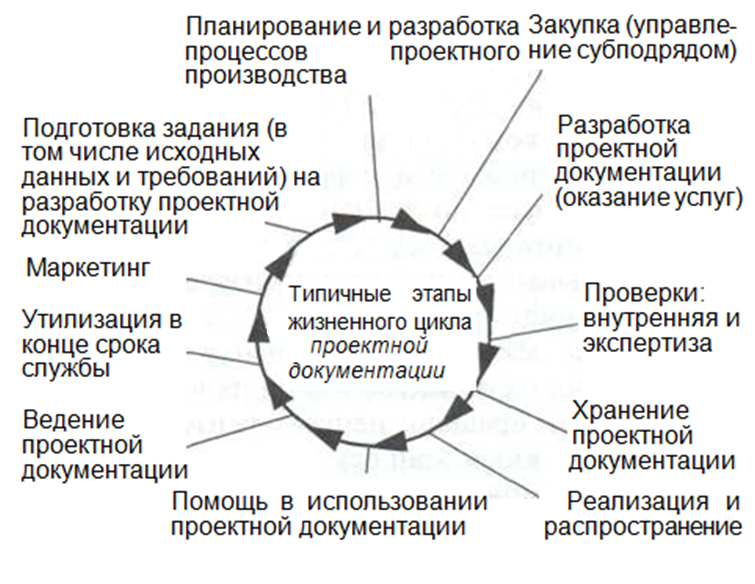 Планирование и разработка
процессов проектного
производства
Закупка (управле-
ние субподрядом)
Подготовка задания (в
том числе исходных
данных и требований) на
разработку проектной
документации
Разработка
проектной
документации
(оказание услуг)
Маркетинг
Типичные этапы
жизненного цикла
проектной
документации
Проверки:
внутренняя и
экспертиза
Утилизация в
конце срока
службы
Ведение
проектной
документации
Хранение
проектной
документации
Помощь в использовании
проектной документации
Реализация и
распространение